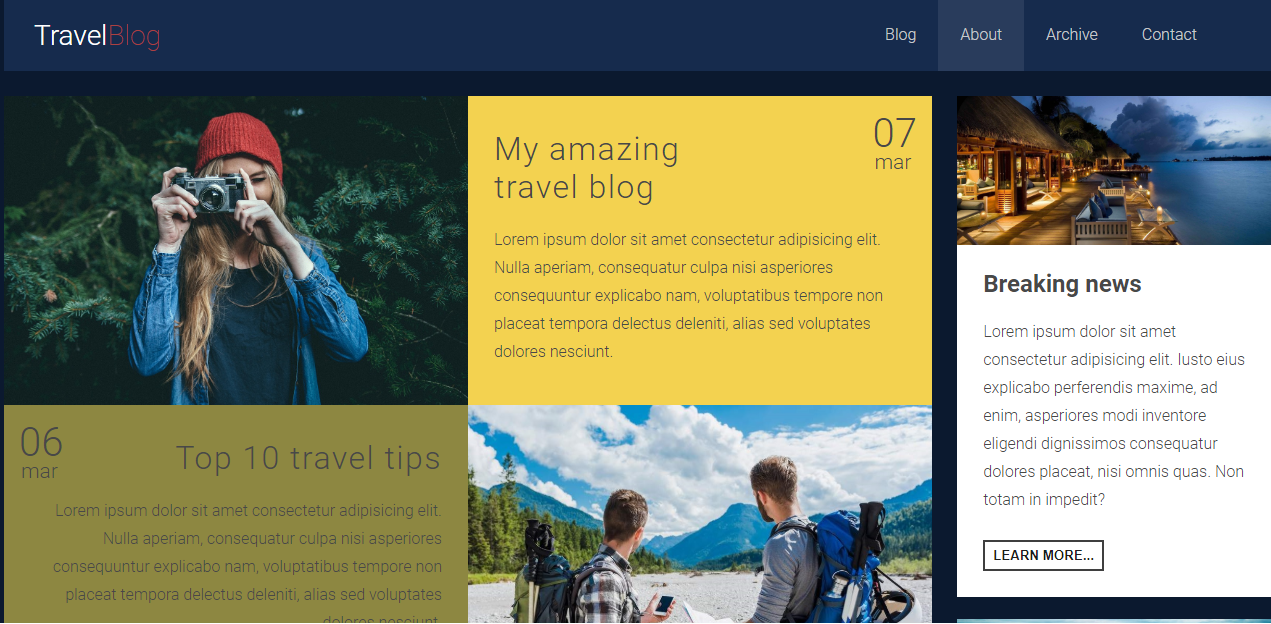 TravelBlog
Blog
About
Archive
Contact
My amazing
travel blog
07
mar
Lorem ipsum dolor sit amet consectetur adipisicing elit.
Nulla aperiam, consequatur culpa nisi asperiores
consequuntur explicabo nam, voluptatibus tempore non
placeat tempora delectus deleniti, alias sed voluptates
dolores nesciunt.
06
mar
Top 10 travel tips
Lorem ipsum dolor sit amet consectetur adipisicing elit.
Nulla aperiam, consequatur culpa nisi asperiores
consequuntur explicabo nam, voluptatibus tempore non
placeat tempora delectus deleniti, alias sed voluptates
dolores nesciunt.
Breaking news
Lorem ipsum dolor sit amet
consectetur adipisicing elit. Iusto eius
explicabo perferendis maxime, ad
enim, asperiores modi inventore
eligendi dignissimos consequatur
dolores placeat, nisi omnis quas. Non
totam in impedit?
LEARN MORE...